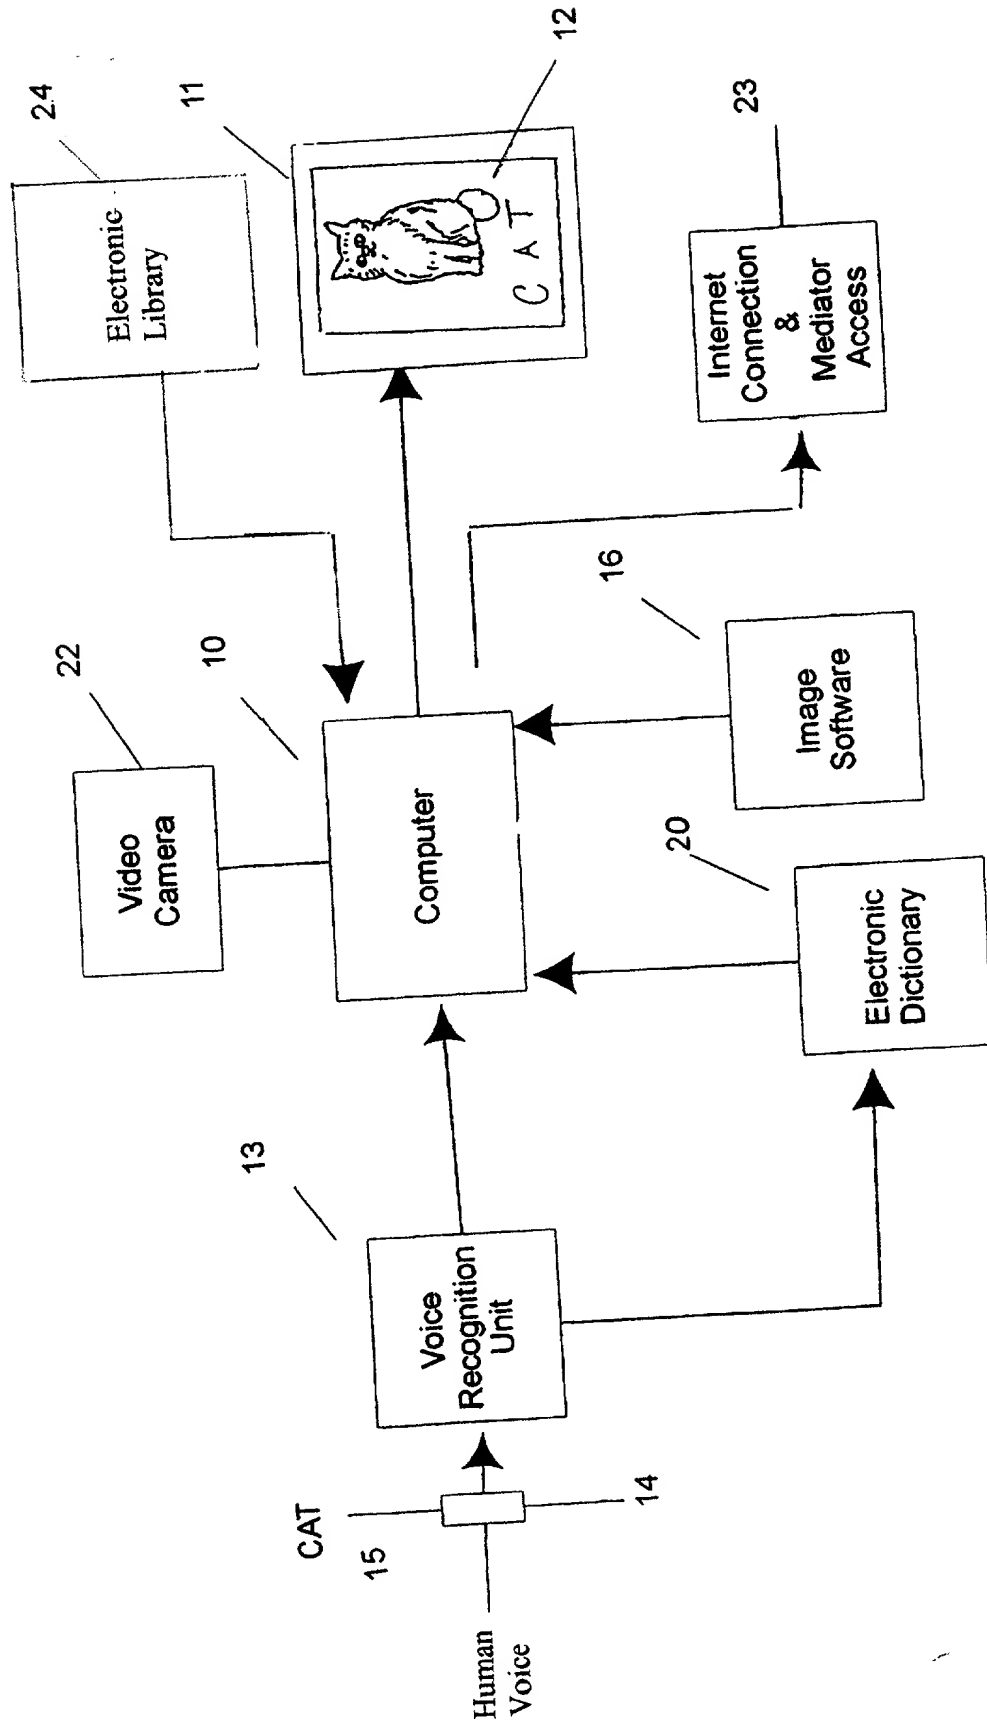 24
Electronic
Library
11
12
C A T
22
Video
Camera
10
Computer
23
Internet
Connection
&
Mediator
Access
16
Image
Software
20
Electronic
Dictionary
13
Voice
Recognition
Unit
CAT
15
14
Human
Voice